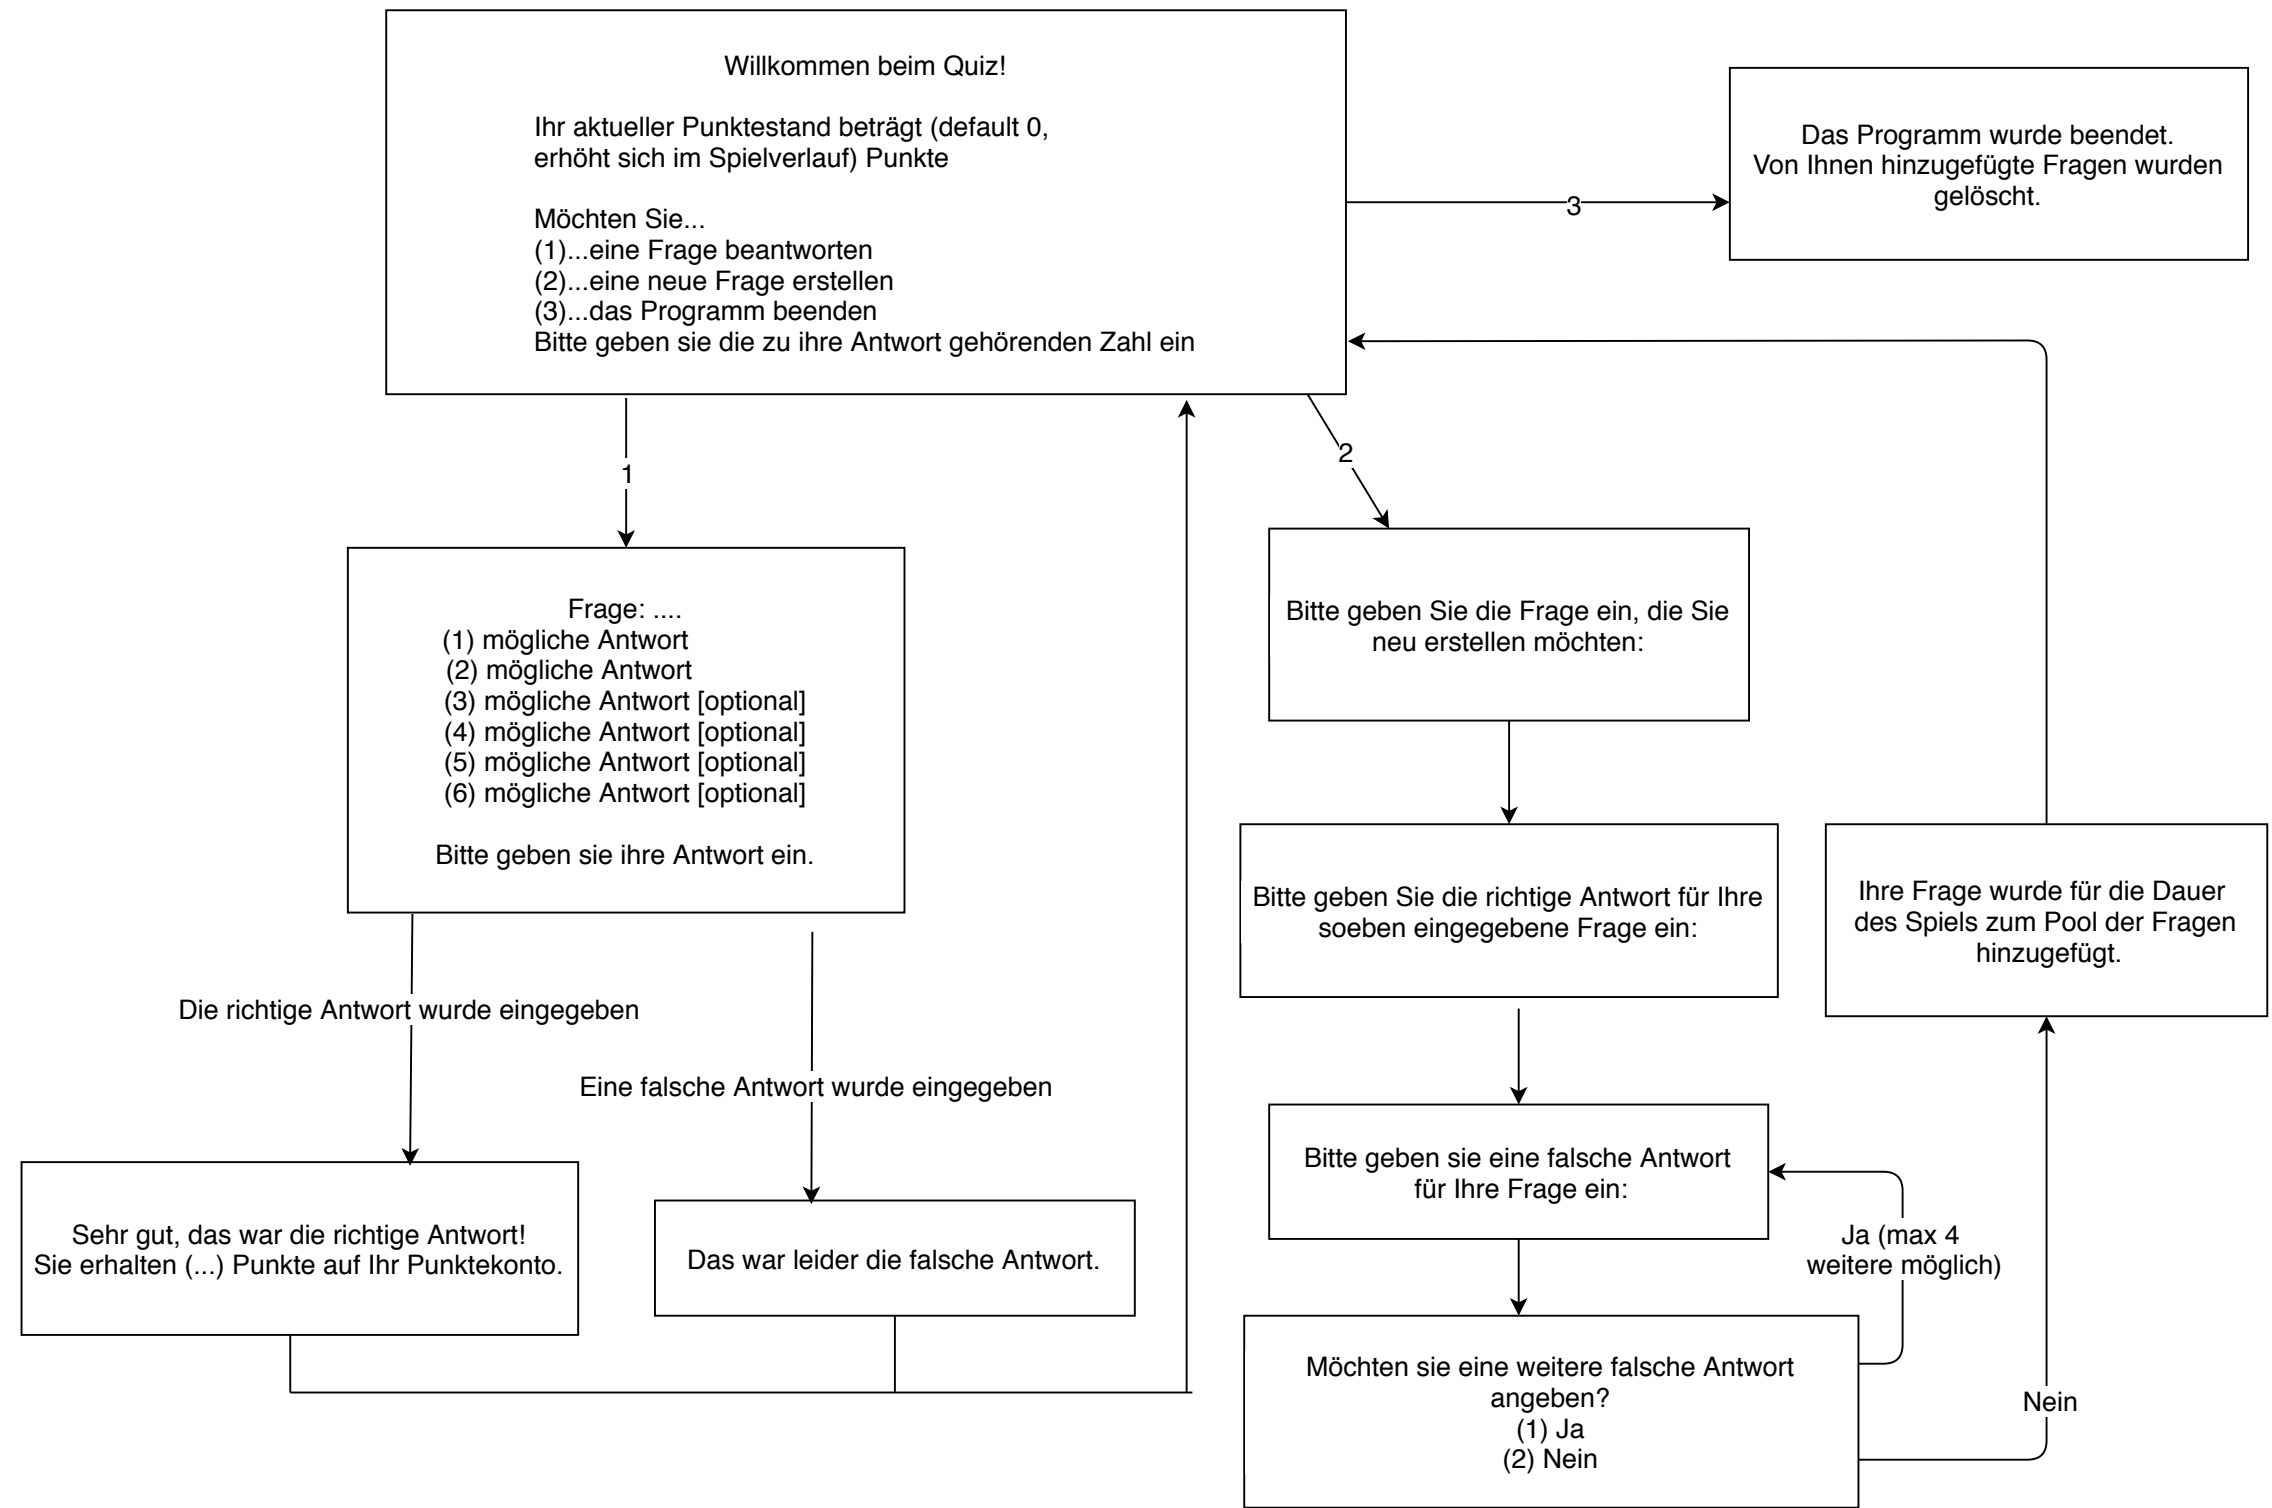 Willkommen beim Quiz!
Ihr aktueller Punktestand beträgt (default 0,
erhöht sich im Spielverlauf) Punkte
Möchten Sie...
(1)...eine Frage beantworten
(2)...eine neue Frage erstellen
(3)...das Programm beenden
Bitte geben sie die zu ihre Antwort gehörenden Zahl ein
3
Das Programm wurde beendet.
Von Ihnen hinzugefügte Fragen wurden
gelöscht.
1
2
Frage: ....
(1) mögliche Antwort
(2) mögliche Antwort
(3) mögliche Antwort [optional]
(4) mögliche Antwort [optional]
(5) mögliche Antwort [optional]
(6) mögliche Antwort [optional]
Bitte geben sie ihre Antwort ein.
Die richtige Antwort wurde eingegeben
Eine falsche Antwort wurde eingegeben
Sehr gut, das war die richtige Antwort!
Sie erhalten (...) Punkte auf Ihr Punktekonto.
Das war leider die falsche Antwort.
Bitte geben Sie die Frage ein, die Sie
neu erstellen möchten:
Bitte geben Sie die richtige Antwort für Ihre
soeben eingegebene Frage ein:
Bitte geben sie eine falsche Antwort
für Ihre Frage ein:
Ja (max 4
weitere möglich)
Möchten sie eine weitere falsche Antwort
angeben?
(1) Ja
(2) Nein
Nein
Ihre Frage wurde für die Dauer
des Spiels zum Pool der Fragen
hinzugefügt.